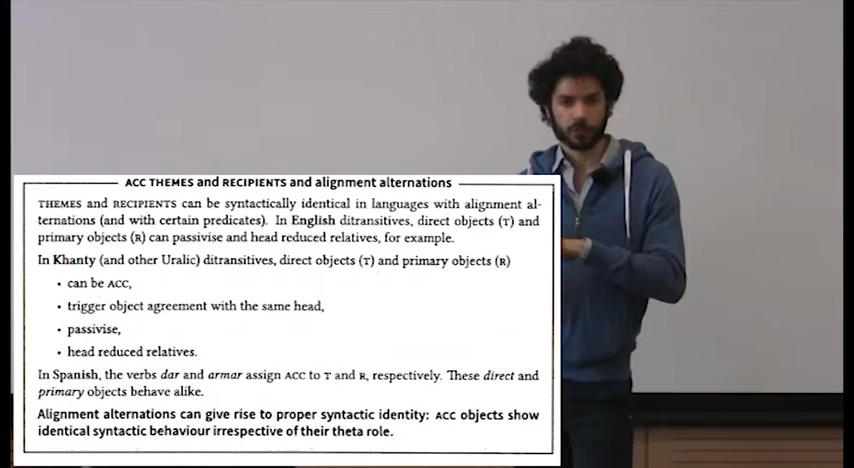 ACC THEMES and RECIPIENTS and alignment alternations
THEMES and RECIPIENTS can be syntactically identical in languages with alignment al-
ternations (and with certain predicates). In English ditransitives, direct objects (T) and
primary objects (R) can passivise and head reduced relatives, for example.
In Khanty (and other Uralic) ditransitives, direct objects (T) and primary objects (R)
• can be ACC,
• trigger object agreement with the same head,
• passivise,
• head reduced relatives.
In Spanish, the verbs dar and armar assign ACC to T and R, respectively. These direct and
primary objects behave alike.
Alignment alternations can give rise to proper syntactic identity: ACC objects show
identical syntactic behaviour irrespective of their theta role.